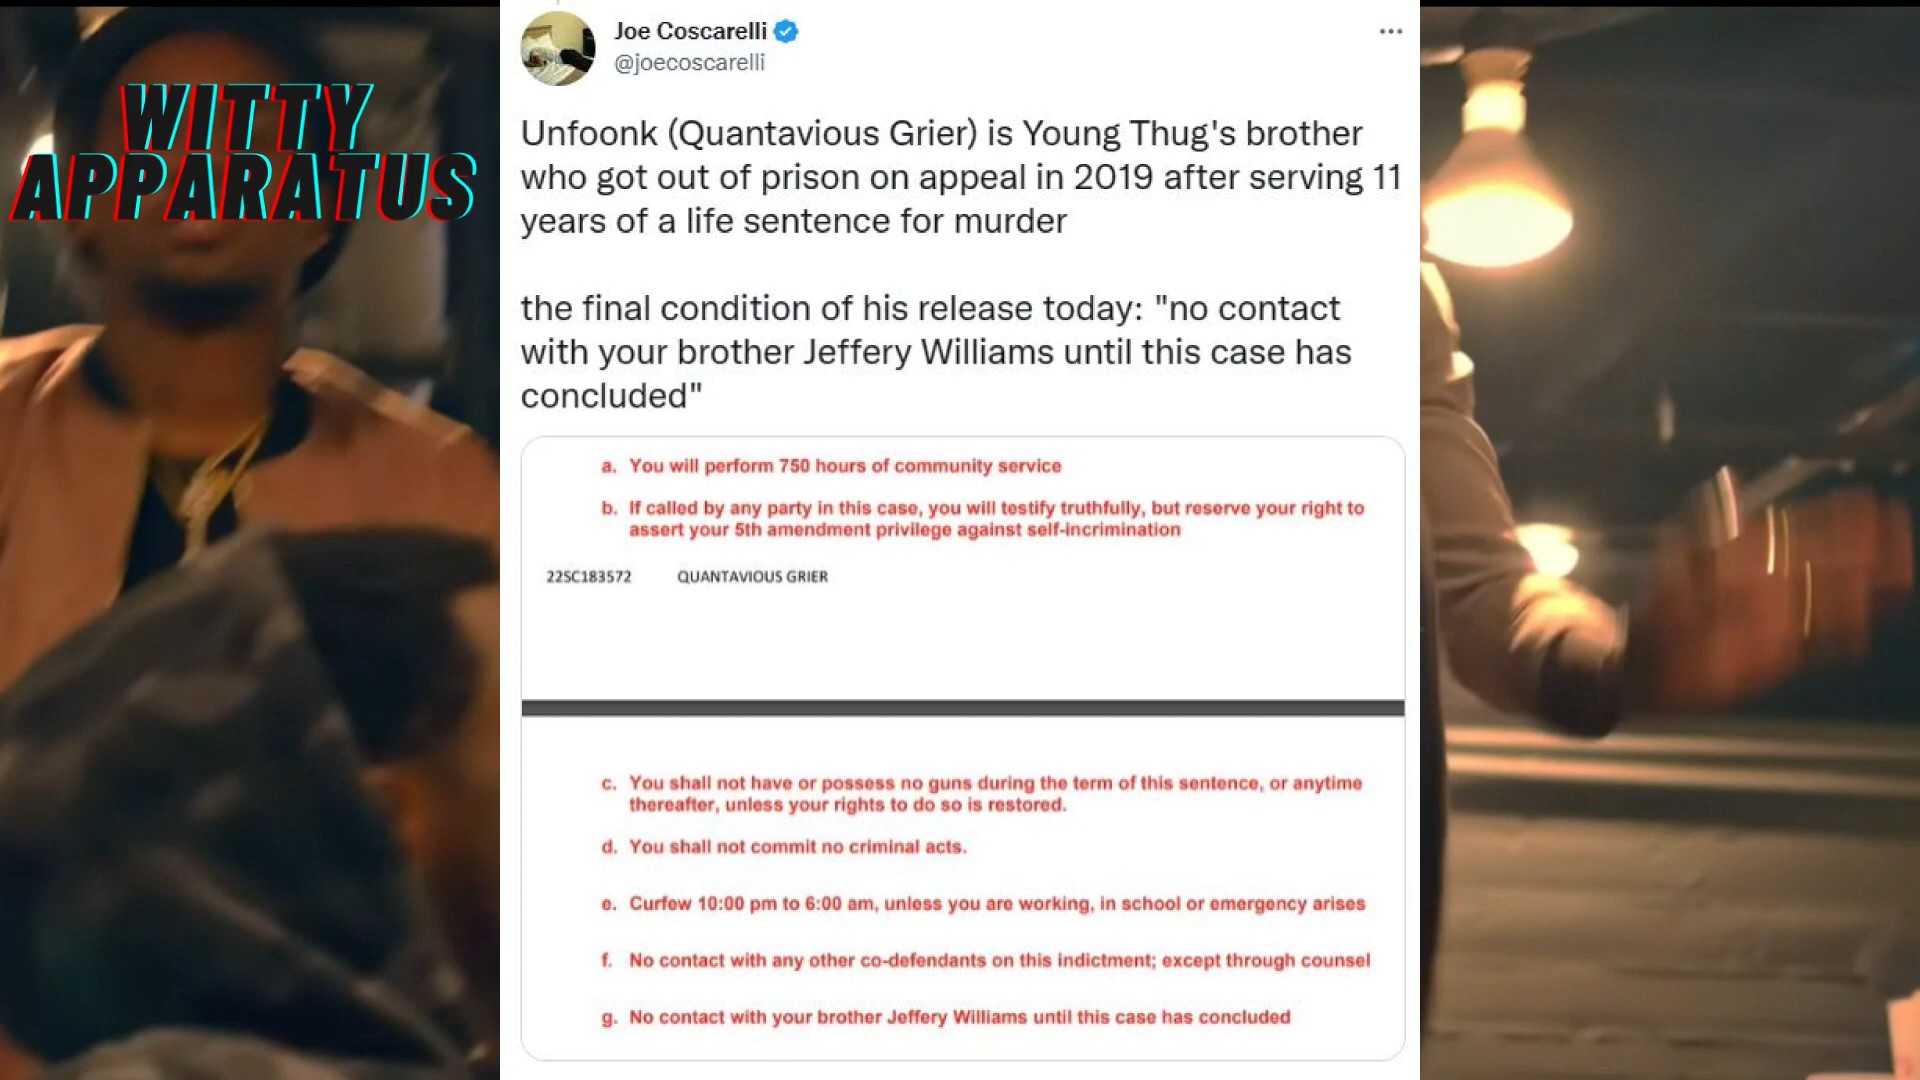 WITTY
APPARATUS
Joe Coscarelli
@joecoscarelli
Unfoonk (Quantavious Grier) is Young Thug's brother
who got out of prison on appeal in 2019 after serving 11
years of a life sentence for murder
the final condition of his release today: "no contact
with your brother Jeffery Williams until this case has
concluded"
a. You will perform 750 hours of community service
b. If called by any party in this case, you will testify truthfully, but reserve your right to
assert your 5th amendment privilege against self-incrimination
22SC183572 QUANTAVIOUS GRIER
c. You shall not have or possess no guns during the term of this sentence, or anytime
thereafter, unless your rights to do so is restored.
d. You shall not commit no criminal acts.
e. Curfew 10:00 pm to 6:00 am, unless you are working, in school or emergency arises
f. No contact with any other co-defendants on this indictment; except through counsel
g. No contact with your brother Jeffery Williams until this case has concluded